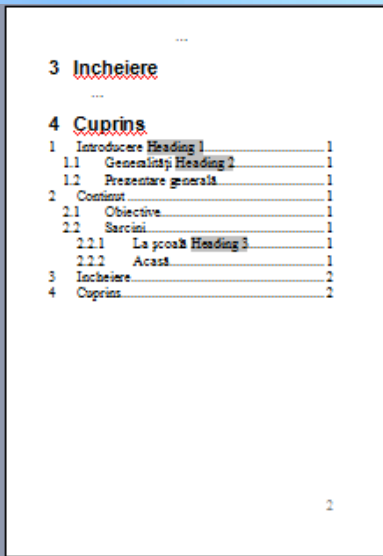 ...
3 Incheiere
...
4 Cuprins
1 Introducere Heading 1 1
1.1 Generalități Heading 2 1
1.2 Prezentare generală 1
2 Continut 1
2.1 Obiective 1
2.2 Sarcini 1
2.2.1 La școală Heading 3 1
2.2.2 Acasă 1
3 Incheiere 2
4 Cuprins 2
2